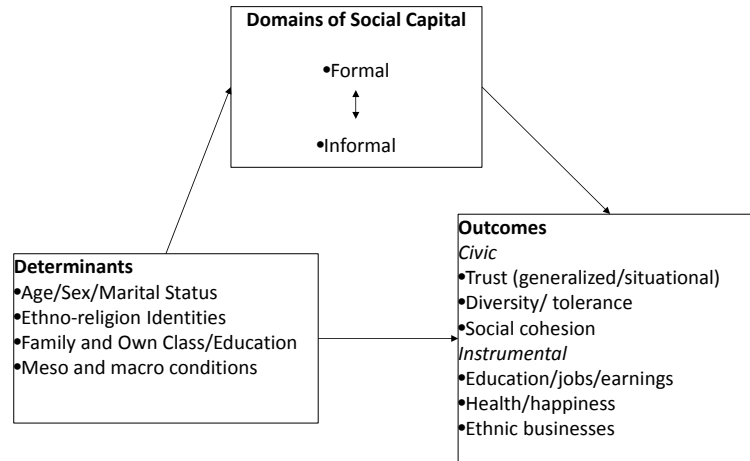 Domains of Social Capital
•Formal
•Informal
Determinants
•Age/Sex/Marital Status
•Ethno-religion Identities
•Family and Own Class/Education
•Meso and macro conditions
Outcomes
Civic
•Trust (generalized/situational)
•Diversity/ tolerance
•Social cohesion
Instrumental
•Education/jobs/earnings
•Health/happiness
•Ethnic businesses